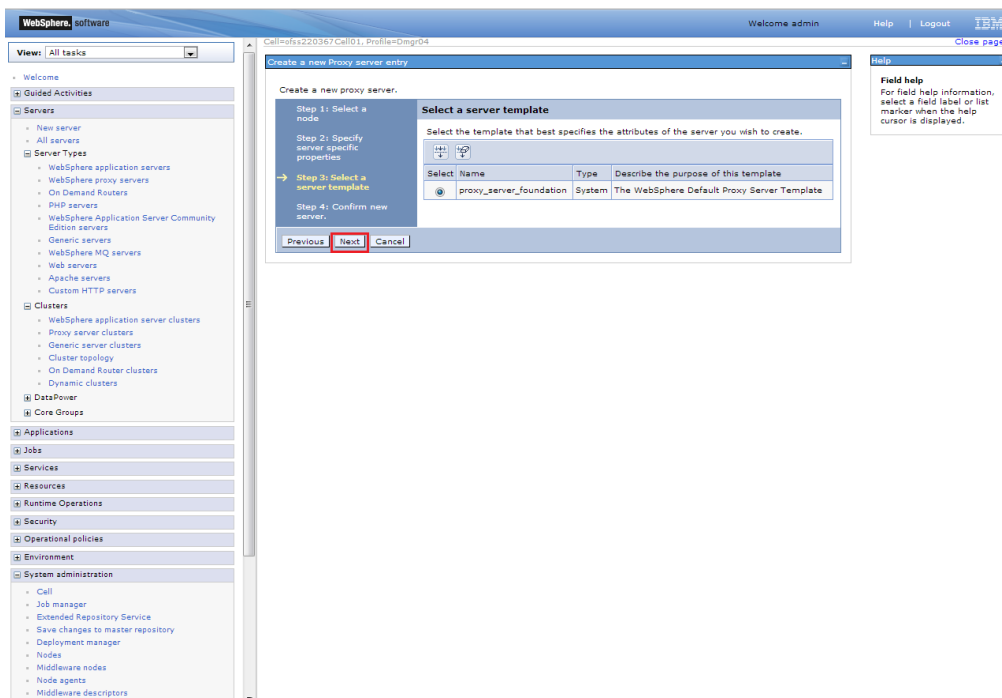 WebSphere. software
Welcome admin
Help | Logout
IBM
View: All tasks
Cell=ofss220367Cell01, Profile=Dmgr04
Close page
Welcome
Guided Activities
Servers
New server
All servers
Server Types
WebSphere application servers
WebSphere proxy servers
On Demand Routers
PHP servers
WebSphere Application Server Community
Edition servers
Generic servers
WebSphere MQ servers
Web servers
Apache servers
Custom HTTP servers
Clusters
WebSphere application server clusters
Proxy server clusters
Generic server clusters
Cluster topology
On Demand Router clusters
Dynamic clusters
DataPower
Core Groups
Applications
Jobs
Services
Resources
Runtime Operations
Security
Operational policies
Environment
System administration
Cell
Job manager
Extended Repository Service
Save changes to master repository
Deployment manager
Nodes
Middleware nodes
Node agents
Middleware descriptors
Create a new Proxy server entry
Create a new proxy server.
Step 1: Select a
node
Step 2: Specify
server specific
properties
Step 3: Select a
server template
Step 4: Confirm new
server.
Select a server template
Select the template that best specifies the attributes of the server you wish to create.
Select Name Type Describe the purpose of this template
proxy_server_foundation System The WebSphere Default Proxy Server Template
Previous Next Cancel
Help
Field help
For field help information,
select a field label or list
marker when the help
cursor is displayed.